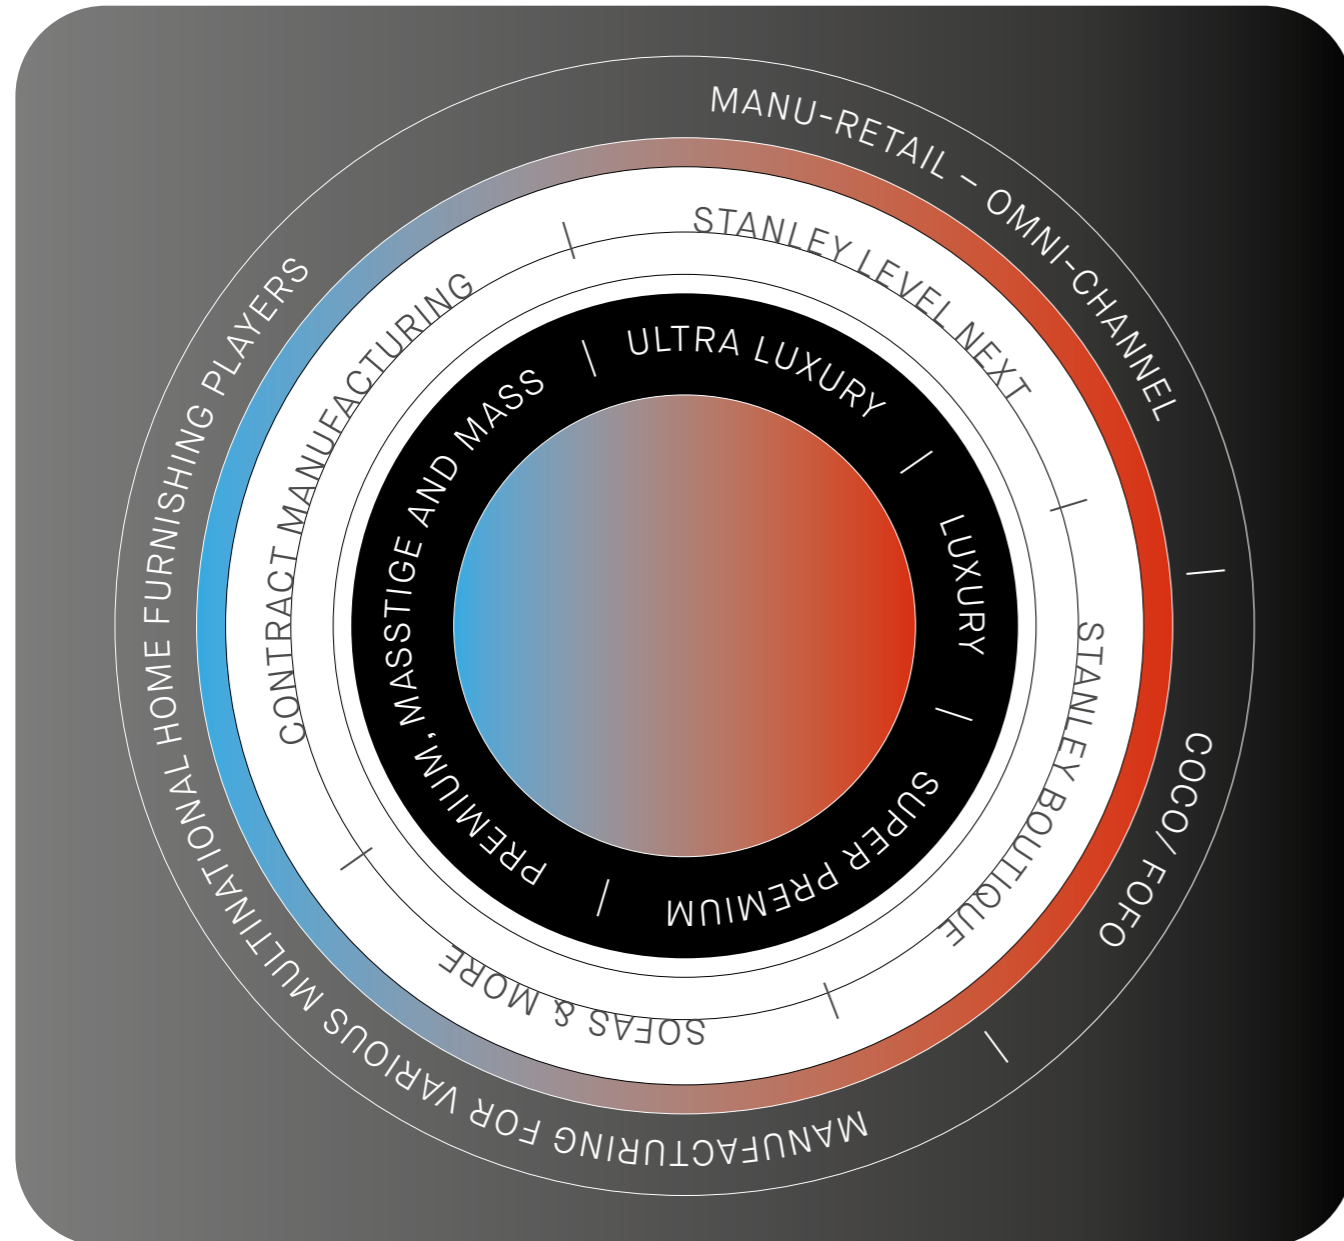 MANU-RETAIL – OMNI-CHANNEL |
COCO/ FOFO |
MANUFACTURING FOR VARIOUS MULTINATIONAL HOME FURNISHING PLAYERS
STANLEY LEVEL NEXT |
STANLEY BOUTIQUE |
SOFAS & MORE |
CONTRACT MANUFACTURING |
ULTRA LUXURY |
LUXURY |
SUPER PREMIUM |
PREMIUM, MASSTIGE AND MASS |